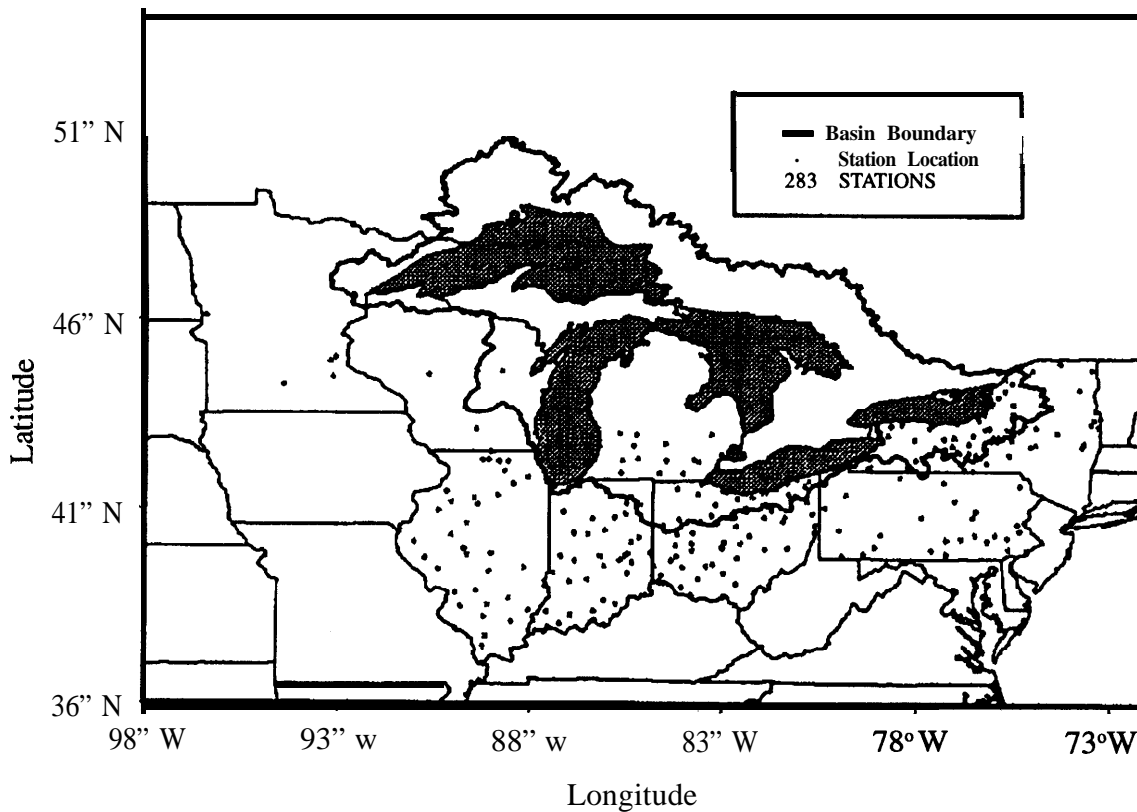 51” N
Basin Boundary
Station Location
283 STATIONS
46” N
Latitude
41” N
36” N
98” W
93” w
88” w
83” W
78°W
73°W
Longitude